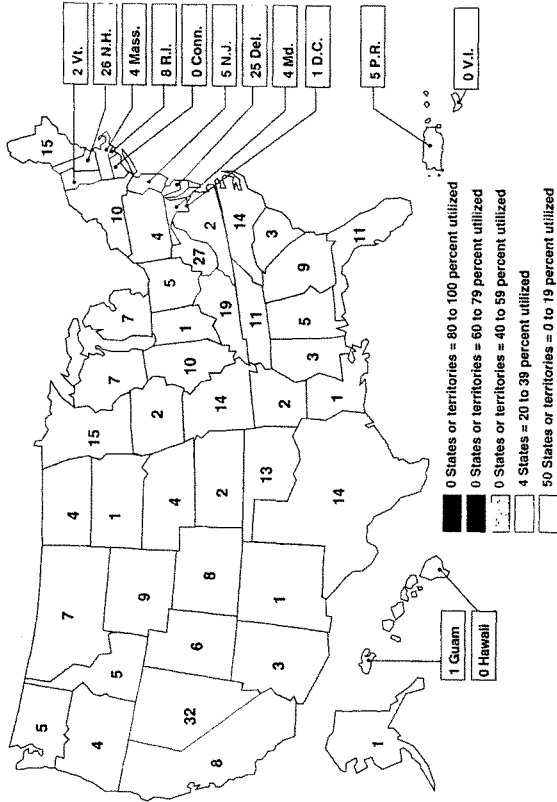 5
4
8
32
5
7
9
6
3
8
1
4
1
4
2
13
14
15
2
14
2
1
7
10
7
1
5
19
11
3
5
9
3
11
14
2
27
4
10
15
2 Vt.
26 N.H.
4 Mass.
8 R.I.
0 Conn.
5 N.J.
25 Del.
4 Md.
1 D.C.
5 P.R.
0 V.I.
1
1 Guam
0 Hawaii
0 States or territories = 80 to 100 percent utilized
0 States or territories = 60 to 79 percent utilized
0 States or territories = 40 to 59 percent utilized
4 States = 20 to 39 percent utilized
50 States or territories = 0 to 19 percent utilized